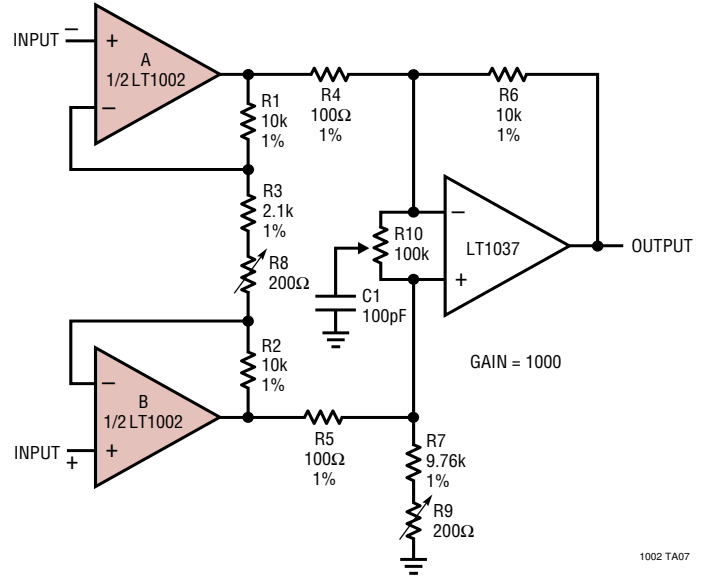 INPUT –
+
A
1/2 LT1002
–
R1
10k
1%
R4
100Ω
1%
R6
10k
1%
R3
2.1k
1%
R8
200Ω
R10
100k
–
LT1037
+
OUTPUT
C1
100pF
GAIN = 1000
R2
10k
1%
–
B
1/2 LT1002
+
INPUT +
R5
100Ω
1%
R7
9.76k
1%
R9
200Ω
1002 TA07